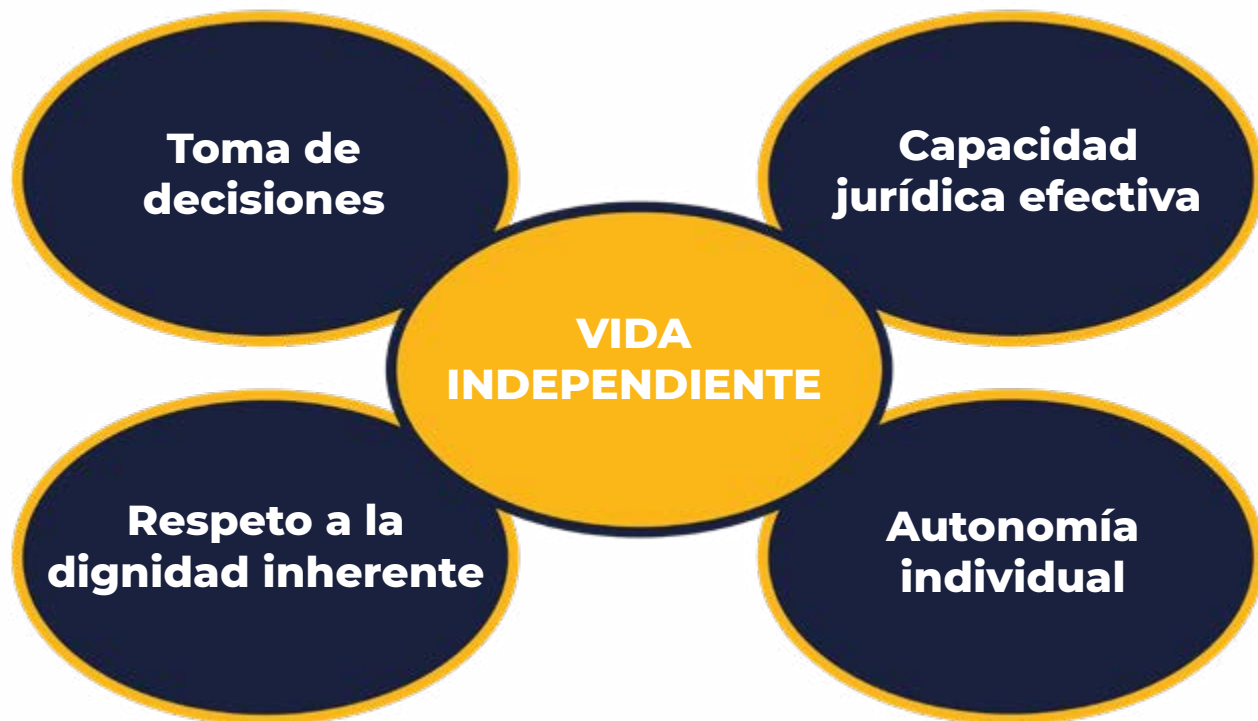 Toma de
decisiones
Capacidad
jurídica efectiva
VIDA
INDEPENDIENTE
Respeto a la
dignidad inherente
Autonomía
individual